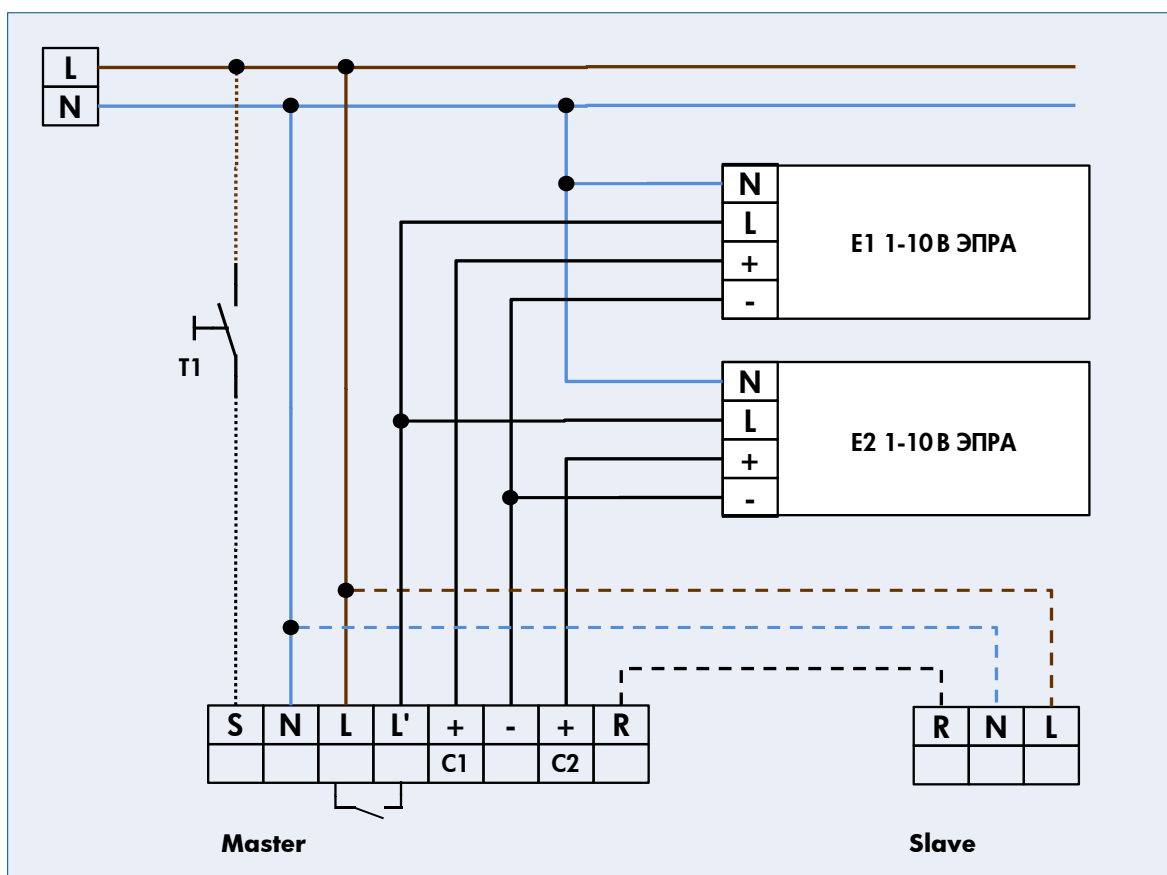 L
N
N
L
+
-
E1 1-10 В ЭПРА
T1
N
L
+
-
E2 1-10 В ЭПРА
S N L L' + - + R
C1 C2
R N L
Master
Slave